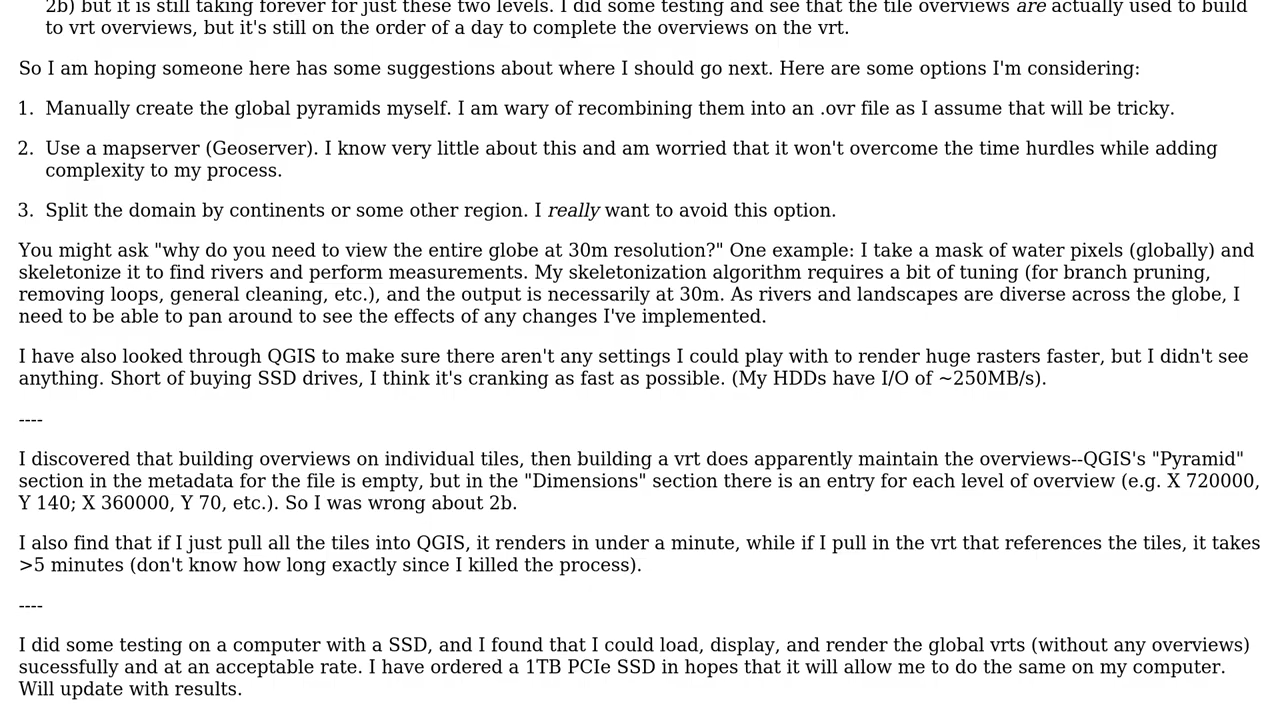 2b) but it is still taking forever for just these two levels. I did some testing and see that the tile overviews are actually used to build
to vrt overviews, but it's still on the order of a day to complete the overviews on the vrt.
So I am hoping someone here has some suggestions about where I should go next. Here are some options I'm considering:
1. Manually create the global pyramids myself. I am wary of recombining them into an .ovr file as I assume that will be tricky.
2. Use a mapserver (Geoserver). I know very little about this and am worried that it won't overcome the time hurdles while adding
complexity to my process.
3. Split the domain by continents or some other region. I really want to avoid this option.
You might ask "why do you need to view the entire globe at 30m resolution?" One example: I take a mask of water pixels (globally) and
skeletonize it to find rivers and perform measurements. My skeletonization algorithm requires a bit of tuning (for branch pruning,
removing loops, general cleaning, etc.), and the output is necessarily at 30m. As rivers and landscapes are diverse across the globe, I
need to be able to pan around to see the effects of any changes I've implemented.
I have also looked through QGIS to make sure there aren't any settings I could play with to render huge rasters faster, but I didn't see
anything. Short of buying SSD drives, I think it's cranking as fast as possible. (My HDDs have I/O of ~250MB/s).
----
I discovered that building overviews on individual tiles, then building a vrt does apparently maintain the overviews--QGIS's "Pyramid"
section in the metadata for the file is empty, but in the "Dimensions" section there is an entry for each level of overview (e.g. X 720000,
Y 140; X 360000, Y 70, etc.). So I was wrong about 2b.
I also find that if I just pull all the tiles into QGIS, it renders in under a minute, while if I pull in the vrt that references the tiles, it takes
>5 minutes (don't know how long exactly since I killed the process).
----
I did some testing on a computer with a SSD, and I found that I could load, display, and render the global vrts (without any overviews)
sucessfully and at an acceptable rate. I have ordered a 1TB PCIe SSD in hopes that it will allow me to do the same on my computer.
Will update with results.